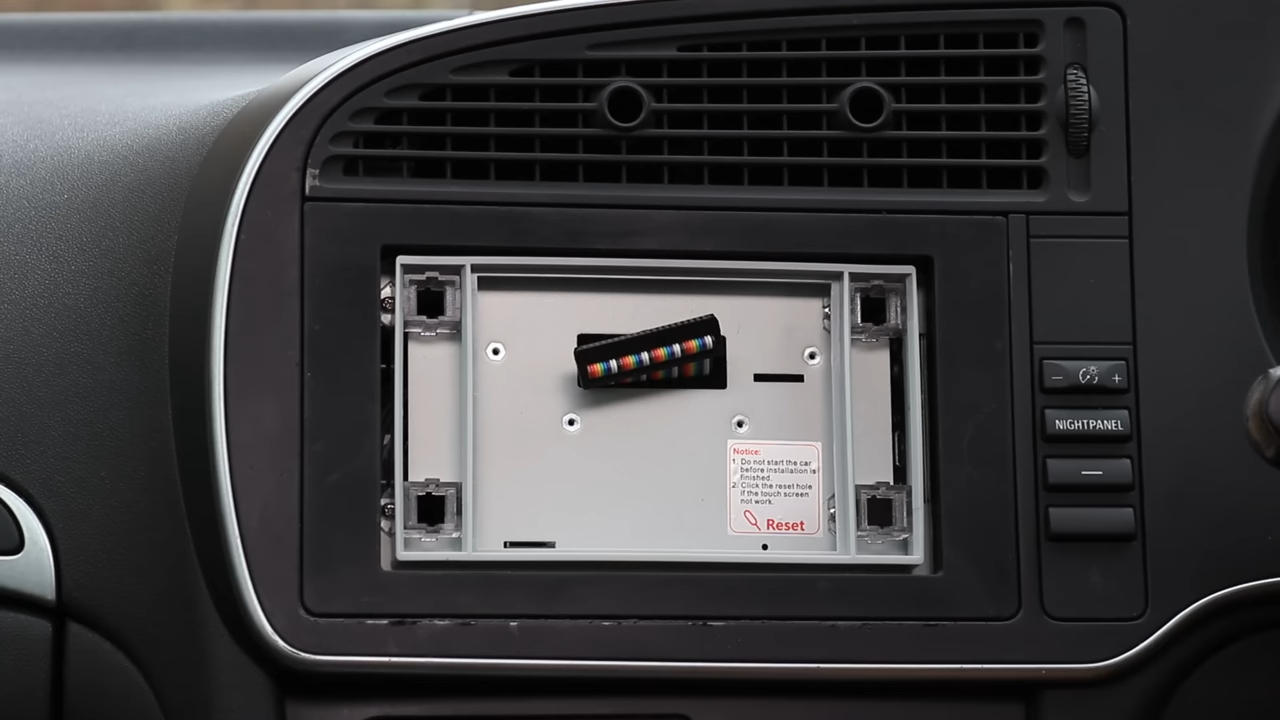 − +
NIGHTPANEL
Notice:
1. Do not start the car
before installation is
finished.
2. Click the reset hole
if the touch screen
not work.
Reset